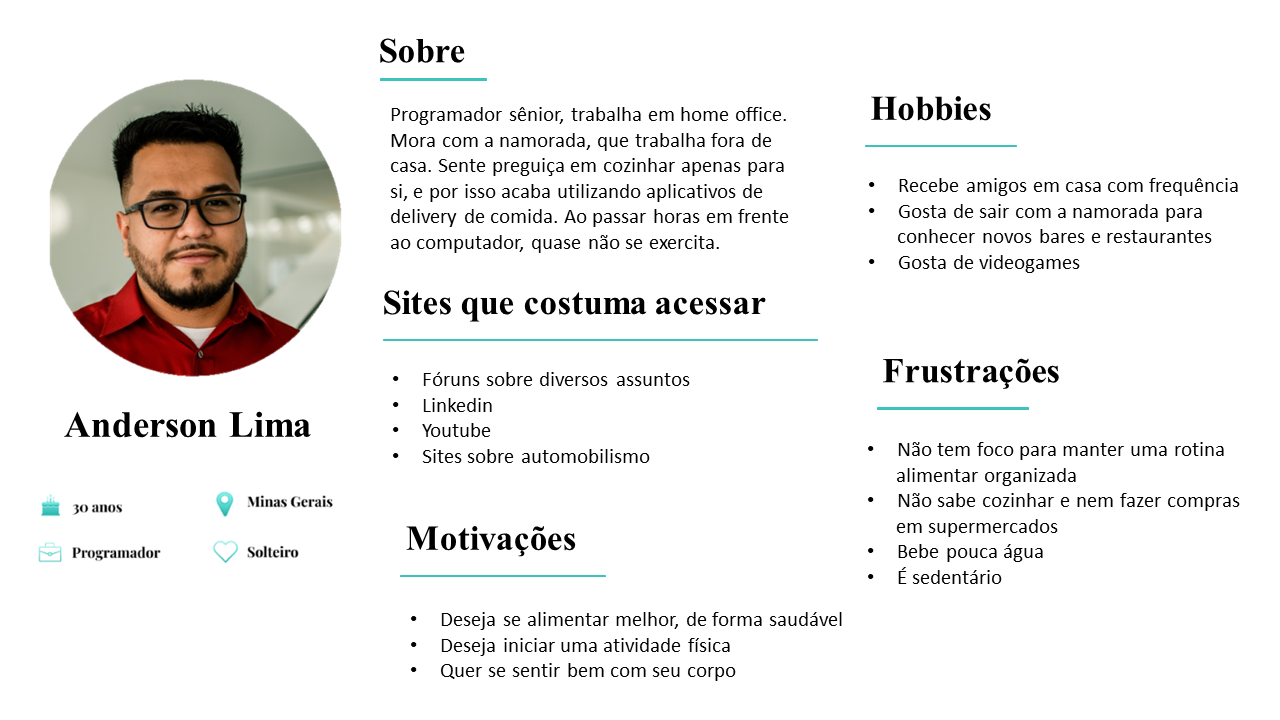 Anderson Lima
30 anos
Minas Gerais
Programador
Solteiro
Sobre
Programador sênior, trabalha em home office.
Mora com a namorada, que trabalha fora de
casa. Sente preguiça em cozinhar apenas para
si, e por isso acaba utilizando aplicativos de
delivery de comida. Ao passar horas em frente
ao computador, quase não se exercita.
Sites que costuma acessar
• Fóruns sobre diversos assuntos
• Linkedin
• Youtube
• Sites sobre automobilismo
Motivações
• Deseja se alimentar melhor, de forma saudável
• Deseja iniciar uma atividade física
• Quer se sentir bem com seu corpo
Hobbies
• Recebe amigos em casa com frequência
• Gosta de sair com a namorada para
conhecer novos bares e restaurantes
• Gosta de videogames
Frustrações
• Não tem foco para manter uma rotina
alimentar organizada
• Não sabe cozinhar e nem fazer compras
em supermercados
• Bebe pouca água
• É sedentário